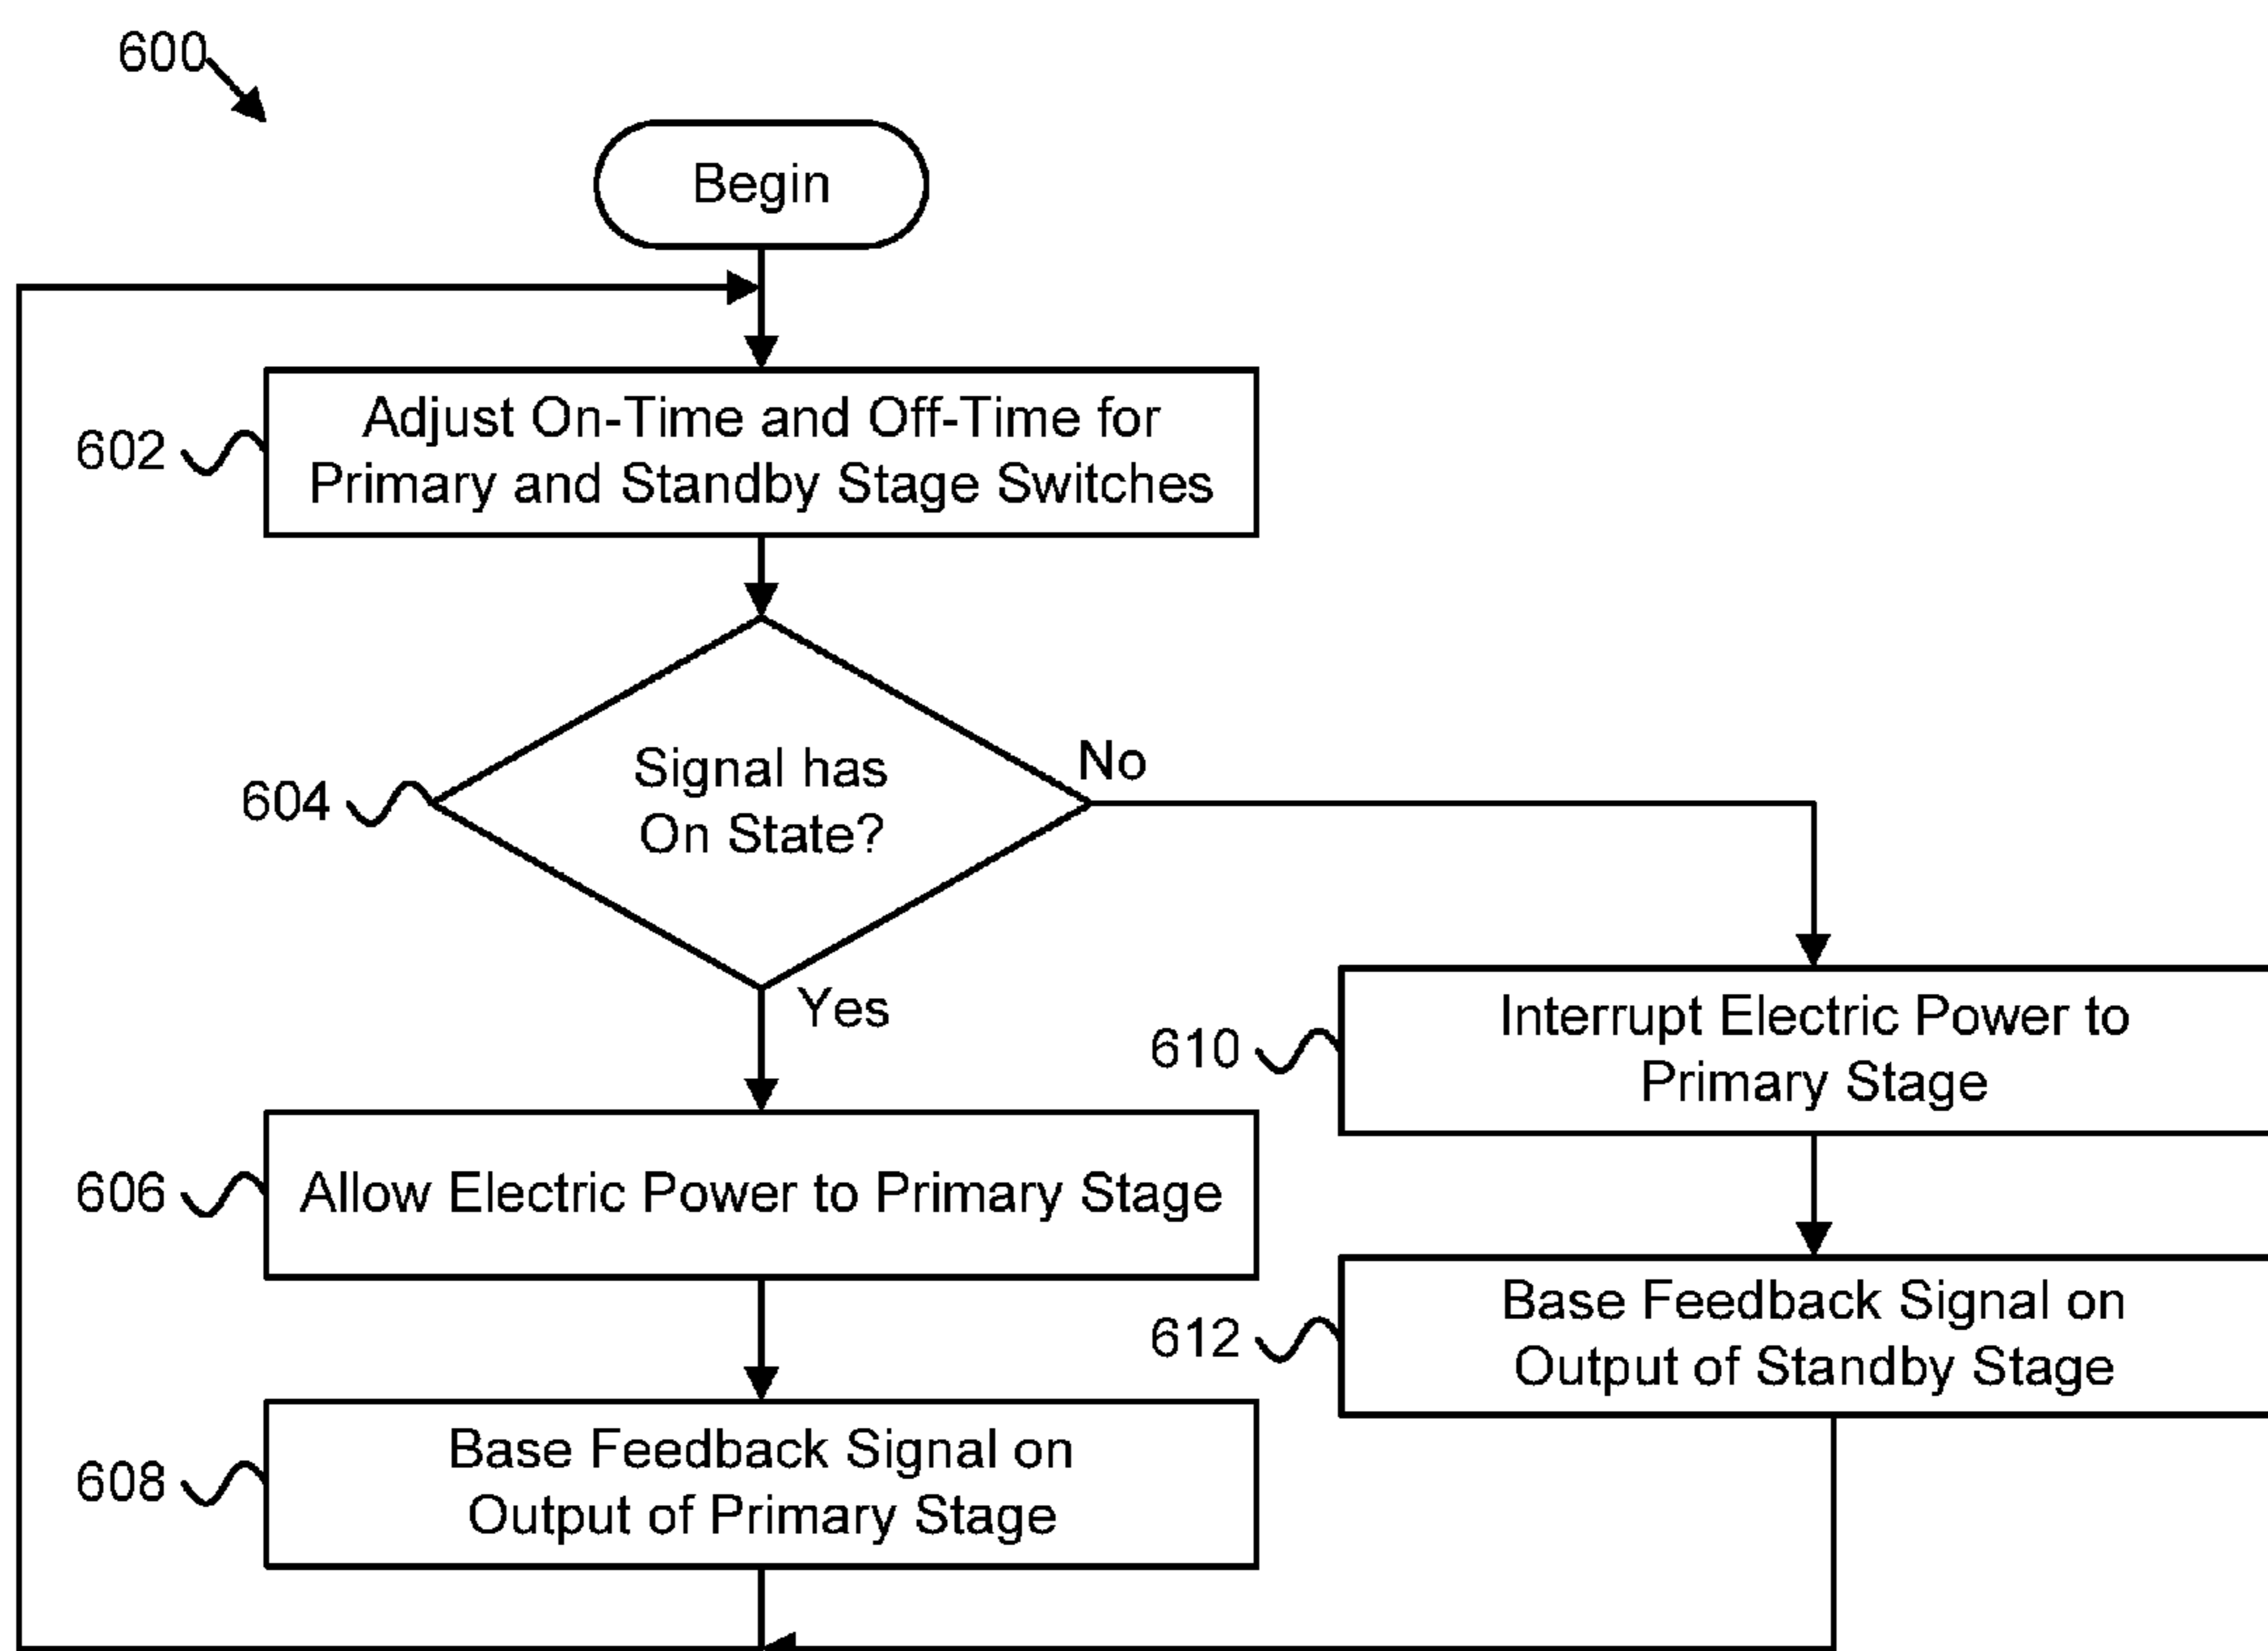 600
Begin
602
Adjust On-Time and Off-Time for
Primary and Standby Stage Switches
604
Signal has
On State?
No
Yes
606
Allow Electric Power to Primary Stage
608
Base Feedback Signal on
Output of Primary Stage
610
Interrupt Electric Power to
Primary Stage
612
Base Feedback Signal on
Output of Standby Stage